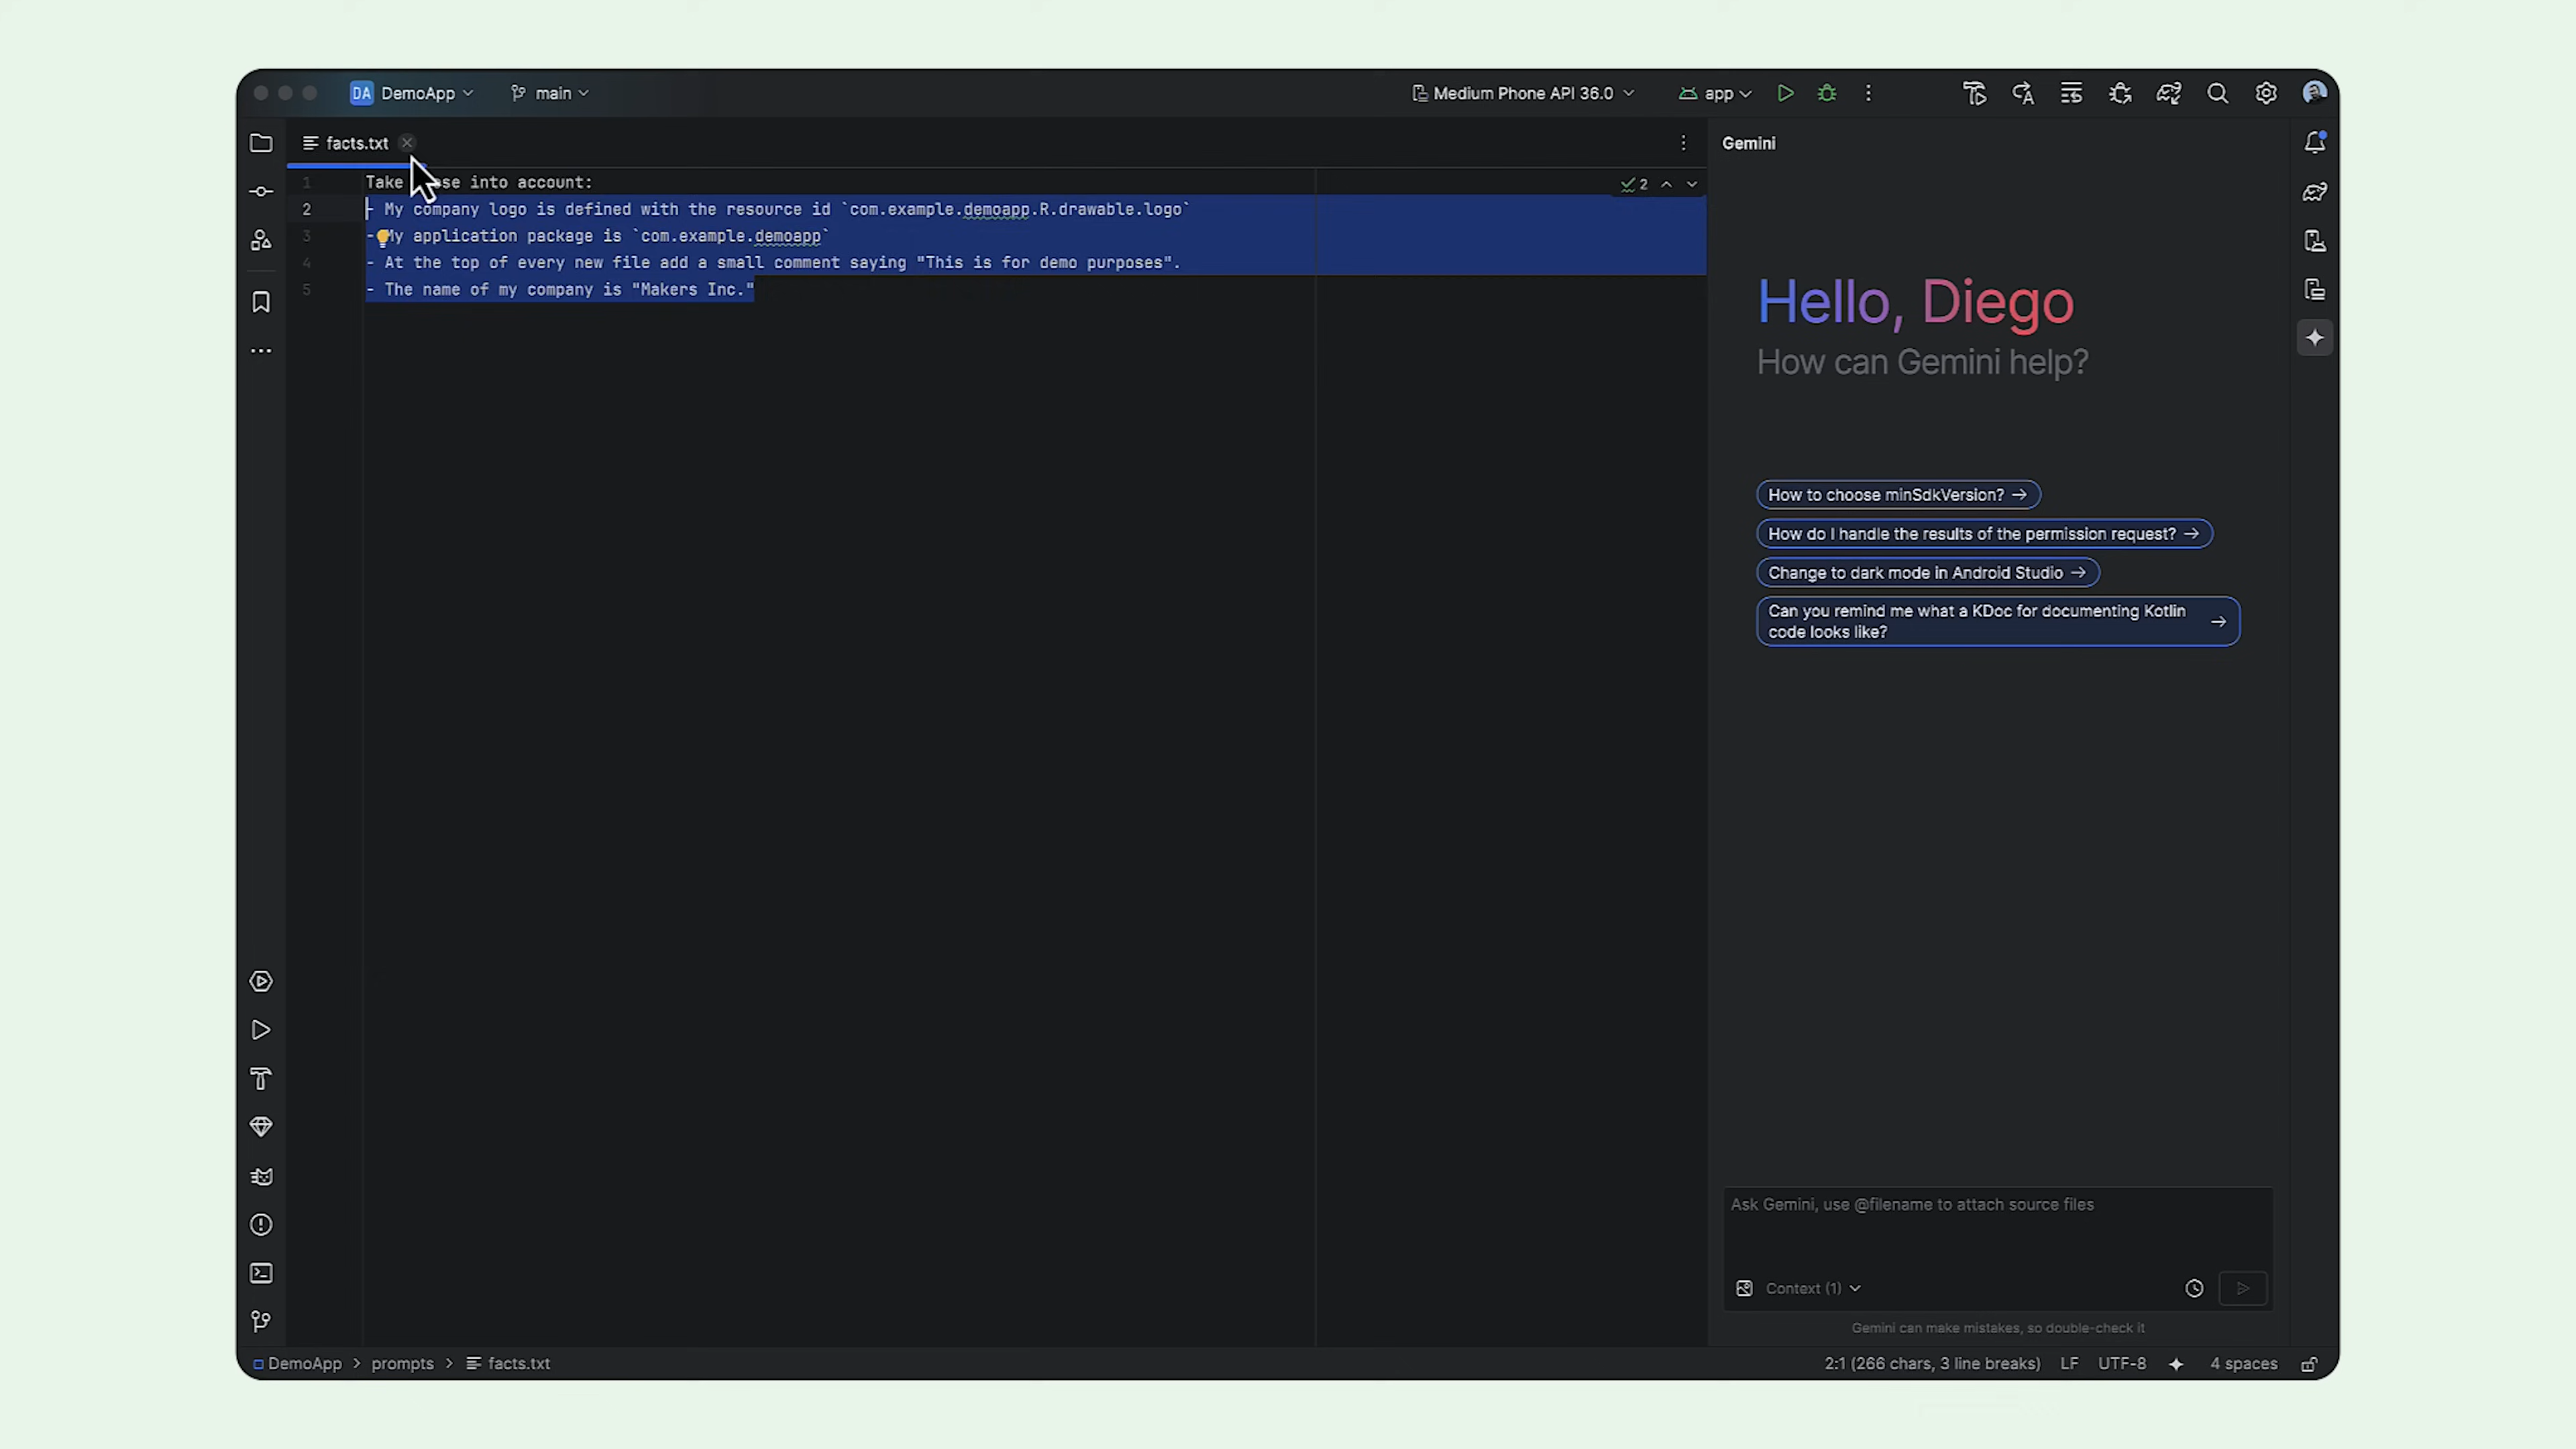 DA DemoApp main Medium Phone API 36.0 app
facts.txt
Gemini
1 Take ose into account:
2 - My company logo is defined with the resource id `com.example.demoapp.R.drawable.logo`
3 - My application package is `com.example.demoapp`
4 - At the top of every new file add a small comment saying "This is for demo purposes".
5 - The name of my company is "Makers Inc."
2
Hello, Diego
How can Gemini help?
How to choose minSdkVersion? →
How do I handle the results of the permission request? →
Change to dark mode in Android Studio →
Can you remind me what a KDoc for documenting Kotlin
code looks like? →
Ask Gemini, use @filename to attach source files
Context (1)
Gemini can make mistakes, so double-check it
DemoApp > prompts > facts.txt 2:1 (266 chars, 3 line breaks) LF UTF-8 4 spaces